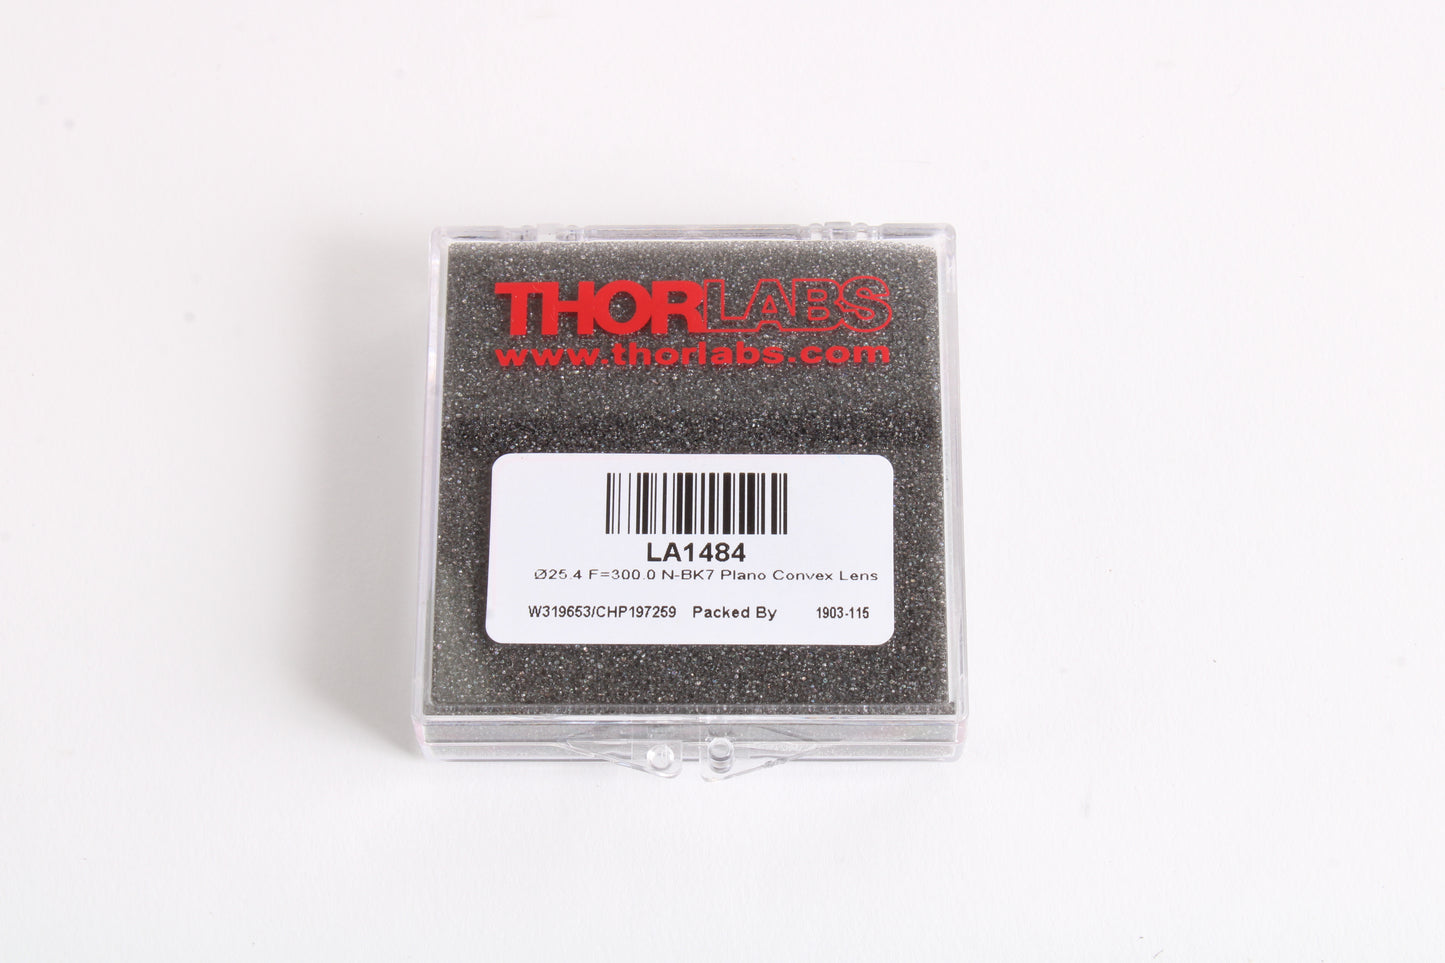 THORLABS
www.thorlabs.com
LA1484
Ø25.4 F=300.0 N-BK7 Plano Convex Lens
W319653/CHP197259 Packed By 1903-115